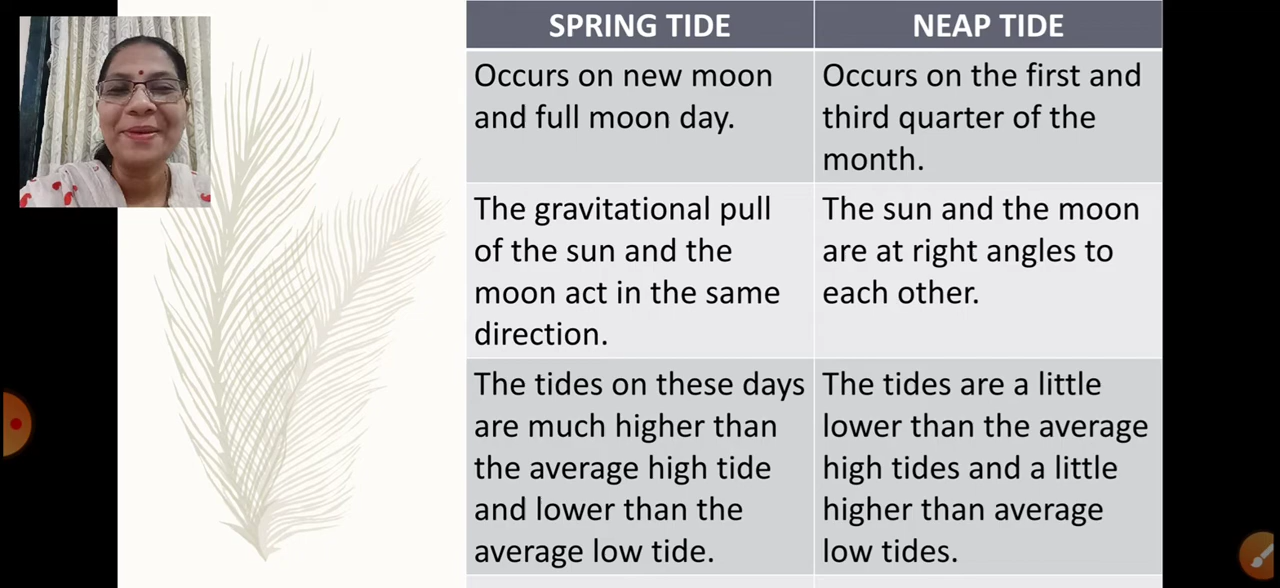 SPRING TIDE
NEAP TIDE
Occurs on new moon
and full moon day.
Occurs on the first and
third quarter of the
month.
The gravitational pull
of the sun and the
moon act in the same
direction.
The sun and the moon
are at right angles to
each other.
The tides on these days
are much higher than
the average high tide
and lower than the
average low tide.
The tides are a little
lower than the average
high tides and a little
higher than average
low tides.